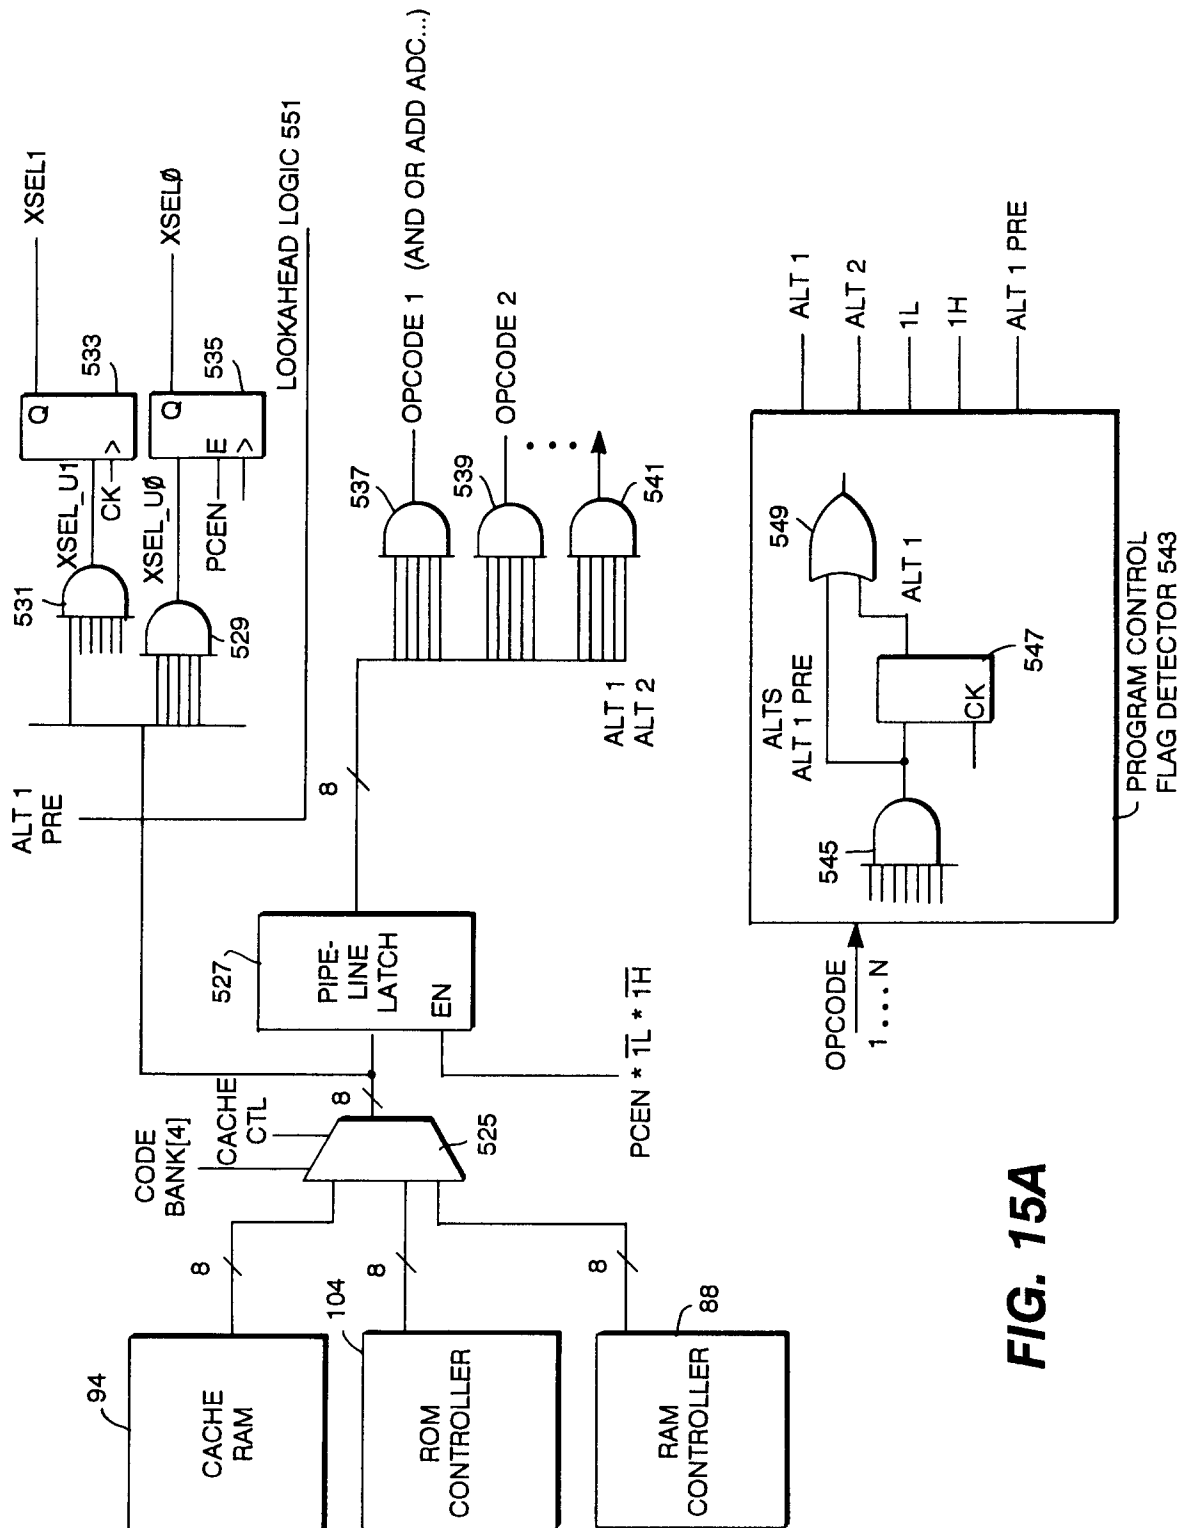 94
CACHE
RAM
104
ROM
CONTROLLER
88
RAM
CONTROLLER
8
8
8
CODE
BANK[4]
CACHE
CTL
525
8
527
PIPE-
LINE
LATCH
EN
PCEN * 1L * 1H
ALT 1
PRE
8
531
529
XSEL_U1
XSEL_UØ
CK
PCEN
Q
533
Q
E
535
XSEL1
XSELØ
LOOKAHEAD LOGIC 551
537
539
541
ALT 1
ALT 2
OPCODE 1 (AND OR ADD ADC...)
OPCODE 2
OPCODE
1...N
545
ALTS
ALT 1 PRE
CK
547
549
ALT 1
ALT 1
ALT 2
1L
1H
ALT 1 PRE
PROGRAM CONTROL
FLAG DETECTOR 543
FIG. 15A